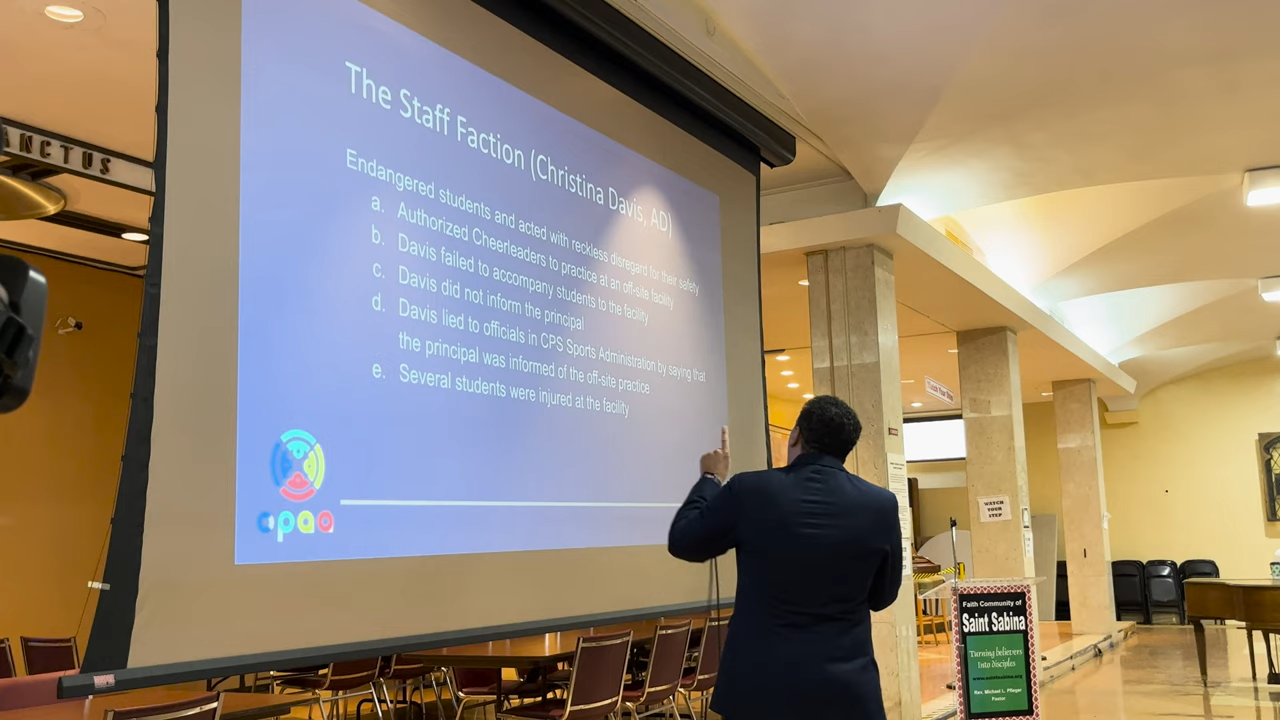 ANCTUS
The Staff Faction (Christina Davis, AD)
Endangered students and acted with reckless disregard for their safety
a. Authorized Cheerleaders to practice at an off-site facility
b. Davis failed to accompany students to the facility
c. Davis did not inform the principal
d. Davis lied to officials in CPS Sports Administration by saying that
the principal was informed of the off-site practice
e. Several students were injured at the facility
cpaa
WATCH
YOUR
STEP
Faith Community of
Saint Sabina
Turning believers
Into disciples
Rev. Michael L. Pfleger
Pastor